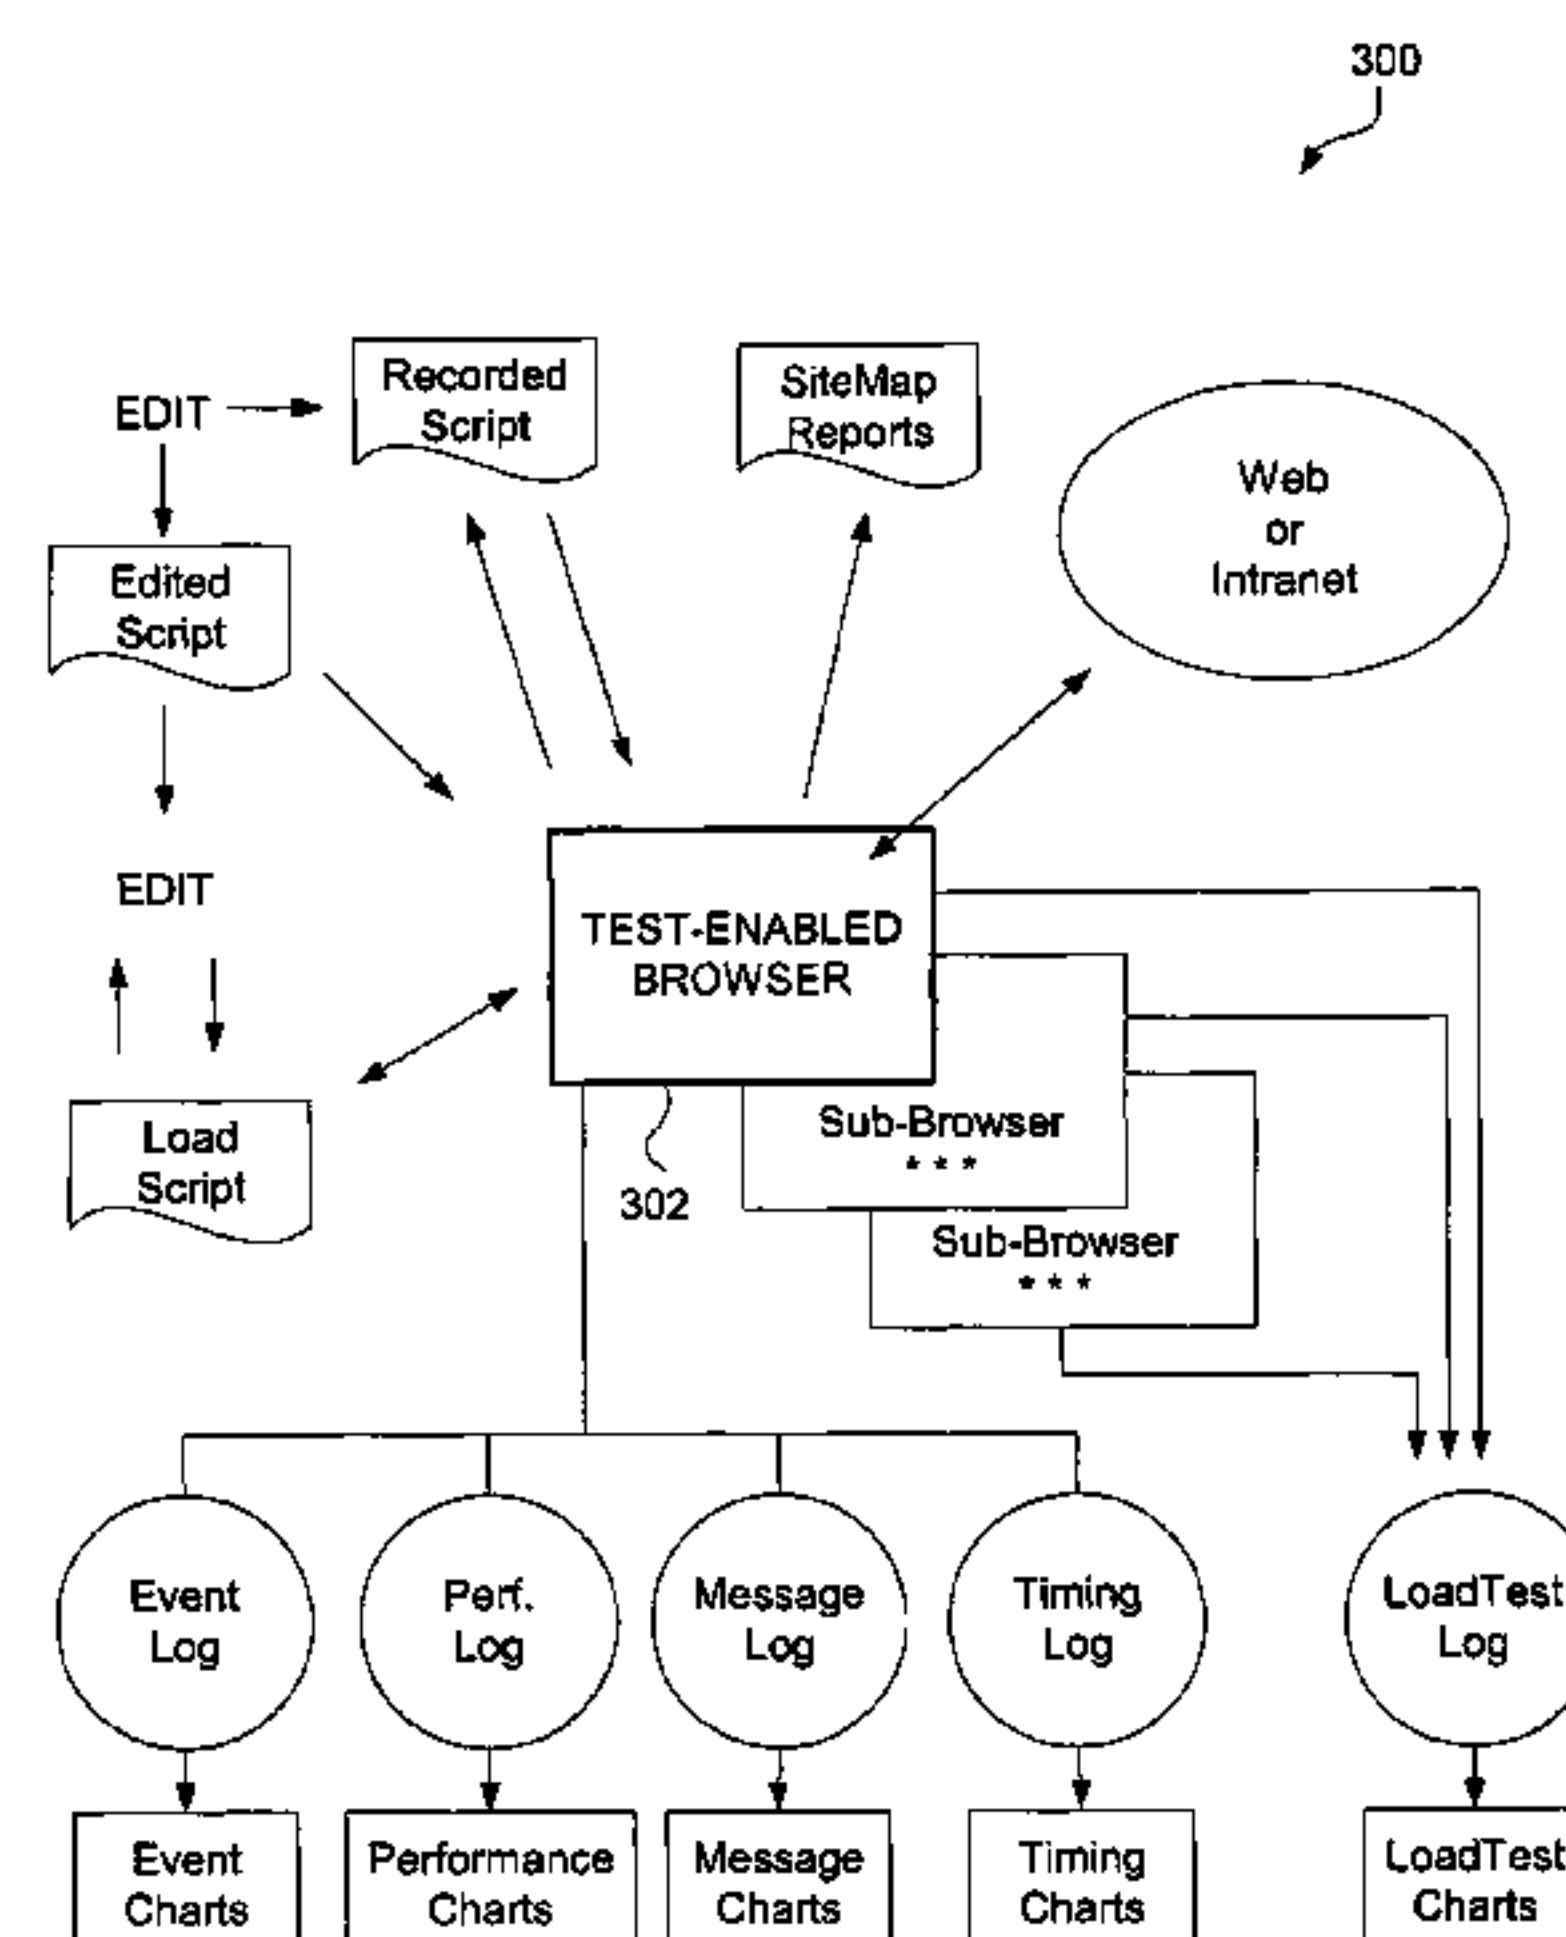 300
Recorded
Script
SiteMap
Reports
EDIT
Web
or
Intranet
Edited
Script
EDIT
TEST-ENABLED
BROWSER
Load
Script
302
Sub-Browser
* * *
Sub-Browser
* * *
Event
Log
Perf.
Log
Message
Log
Timing
Log
LoadTest
Log
Event
Charts
Performance
Charts
Message
Charts
Timing
Charts
LoadTest
Charts